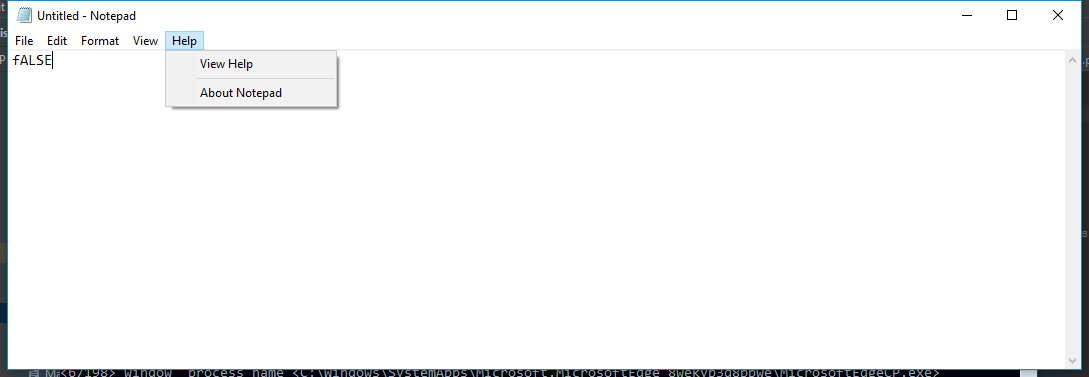 Untitled - Notepad
File Edit Format View Help
fALSE
View Help
About Notepad
<6/198> window process name <C:\Windows\SystemApps\Microsoft.MicrosoftEdge_8wekyb3d8bbwe\MicrosoftEdgeCP.exe>